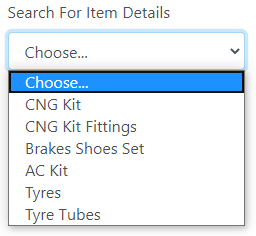 Search For Item Details
Choose...
Choose...
CNG Kit
CNG Kit Fittings
Brakes Shoes Set
AC Kit
Tyres
Tyre Tubes